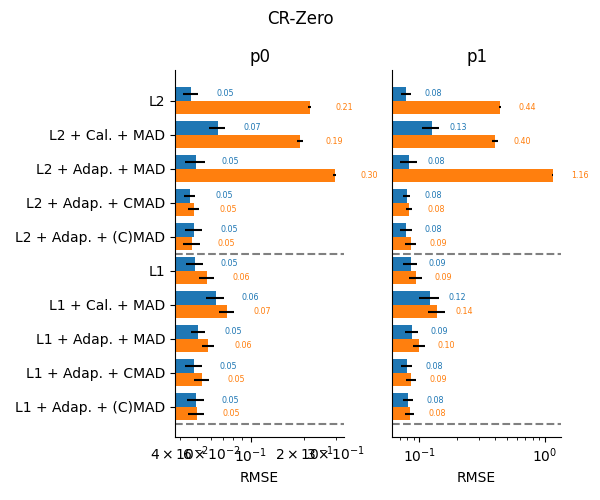 CR-Zero
p0
p1
L2
0.05
0.21
0.08
0.44
L2 + Cal. + MAD
0.07
0.19
0.13
0.40
L2 + Adap. + MAD
0.05
0.30
0.08
1.16
L2 + Adap. + CMAD
0.05
0.05
0.08
0.08
L2 + Adap. + (C)MAD
0.05
0.05
0.08
0.09
L1
0.05
0.06
0.09
0.09
L1 + Cal. + MAD
0.06
0.07
0.12
0.14
L1 + Adap. + MAD
0.05
0.06
0.09
0.10
L1 + Adap. + CMAD
0.05
0.05
0.08
0.09
L1 + Adap. + (C)MAD
0.05
0.05
0.08
0.08
10⁻¹
10⁻¹ 10⁰
RMSE
RMSE